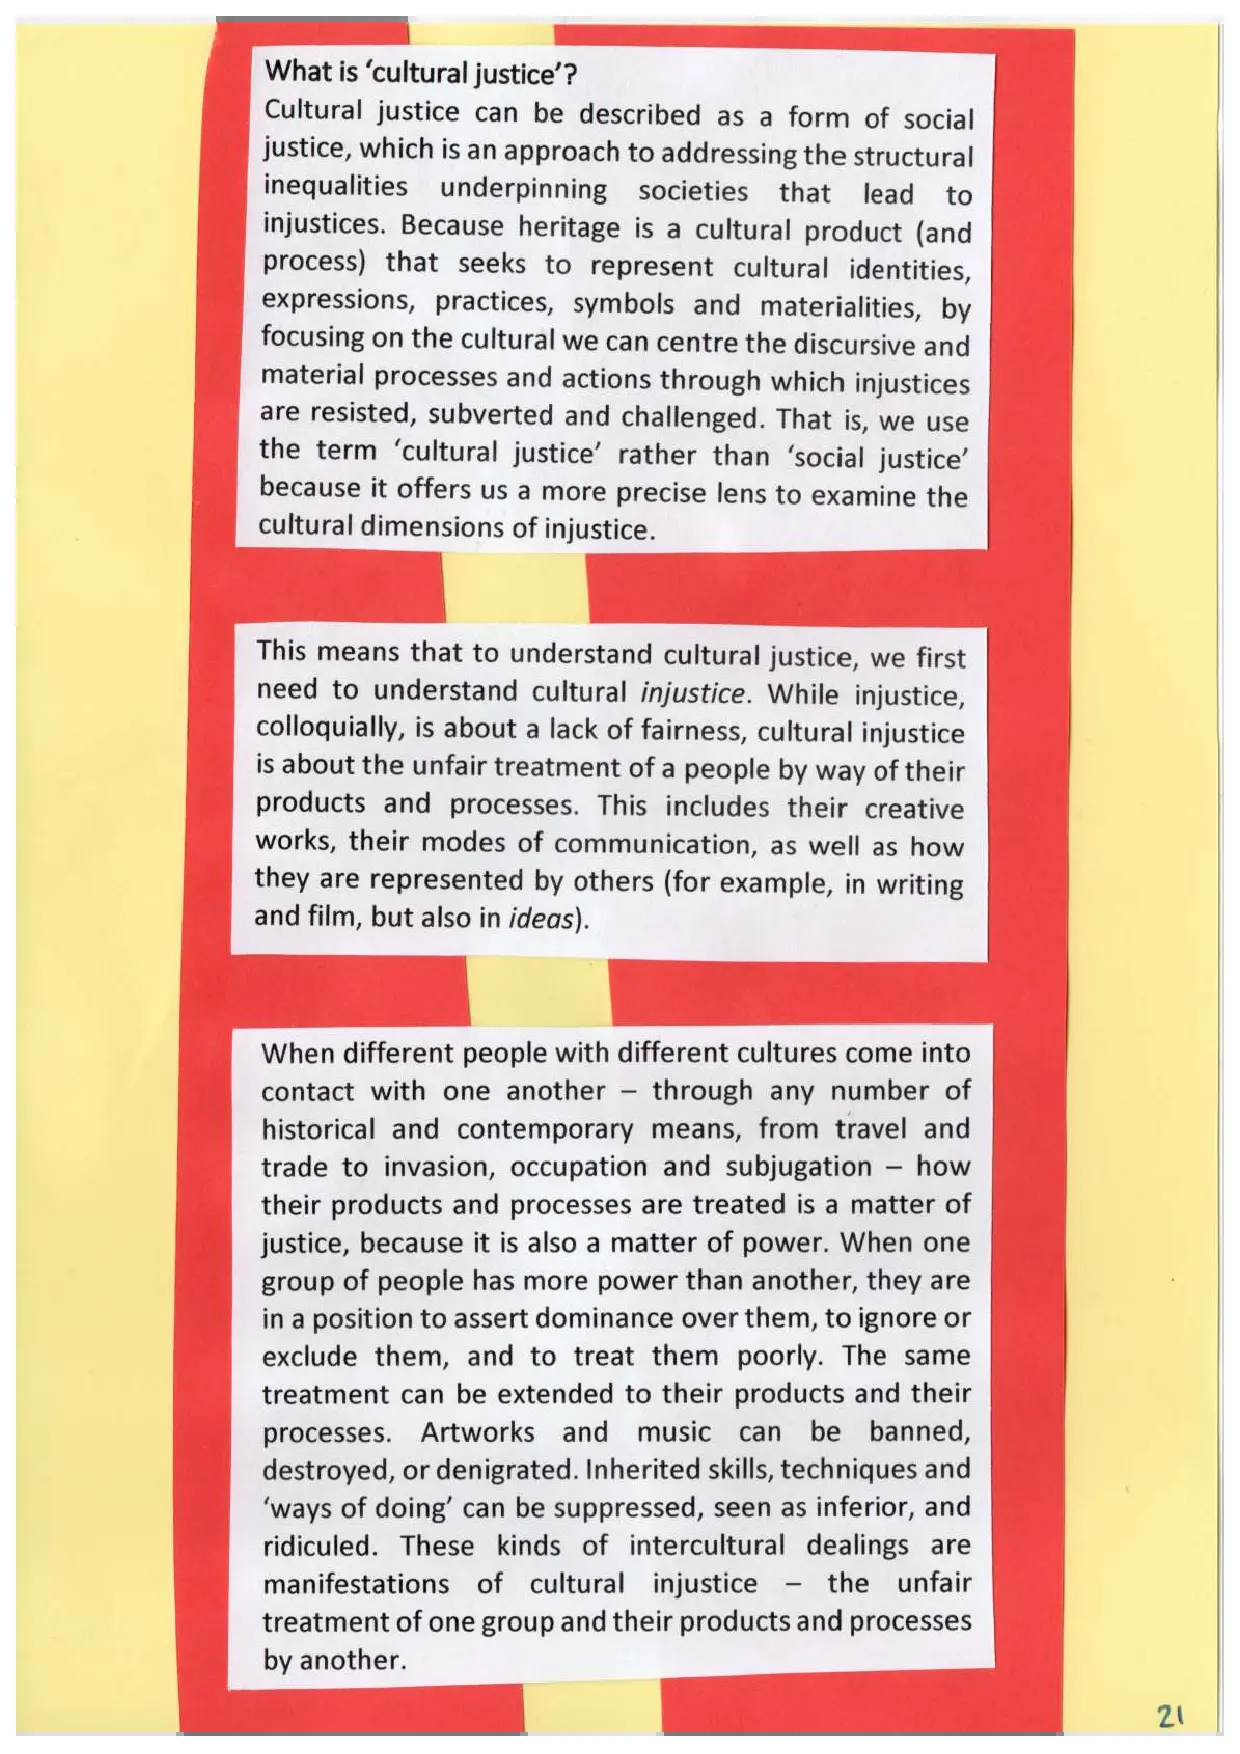 What is ‘cultural justice’?
Cultural justice can be described as a form of social
justice, which is an approach to addressing the structural
inequalities underpinning societies that lead to
injustices. Because heritage is a cultural product (and
process) that seeks to represent cultural identities,
expressions, practices, symbols and materialities, by
focusing on the cultural we can centre the discursive and
material processes and actions through which injustices
are resisted, subverted and challenged. That is, we use
the term ‘cultural justice’ rather than ‘social justice’
because it offers us a more precise lens to examine the
cultural dimensions of injustice.
This means that to understand cultural justice, we first
need to understand cultural injustice. While injustice,
colloquially, is about a lack of fairness, cultural injustice
is about the unfair treatment of a people by way of their
products and processes. This includes their creative
works, their modes of communication, as well as how
they are represented by others (for example, in writing
and film, but also in ideas).
When different people with different cultures come into
contact with one another – through any number of
historical and contemporary means, from travel and
trade to invasion, occupation and subjugation – how
their products and processes are treated is a matter of
justice, because it is also a matter of power. When one
group of people has more power than another, they are
in a position to assert dominance over them, to ignore or
exclude them, and to treat them poorly. The same
treatment can be extended to their products and their
processes. Artworks and music can be banned,
destroyed, or denigrated. Inherited skills, techniques and
‘ways of doing’ can be suppressed, seen as inferior, and
ridiculed. These kinds of intercultural dealings are
manifestations of cultural injustice – the unfair
treatment of one group and their products and processes
by another.
21